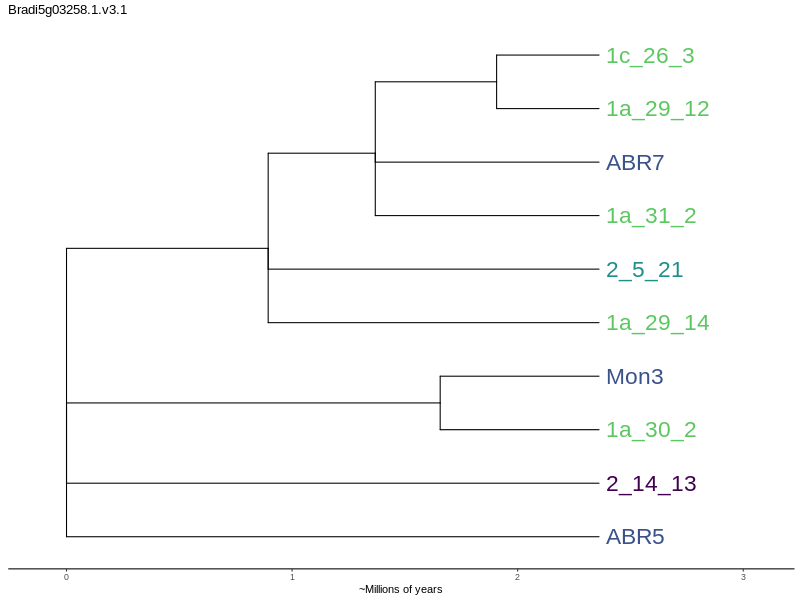 Bradi5g03258.1.v3.1
1c_26_3
1a_29_12
ABR7
1a_31_2
2_5_21
1a_29_14
Mon3
1a_30_2
2_14_13
ABR5
0 1 2 3
~Millions of years